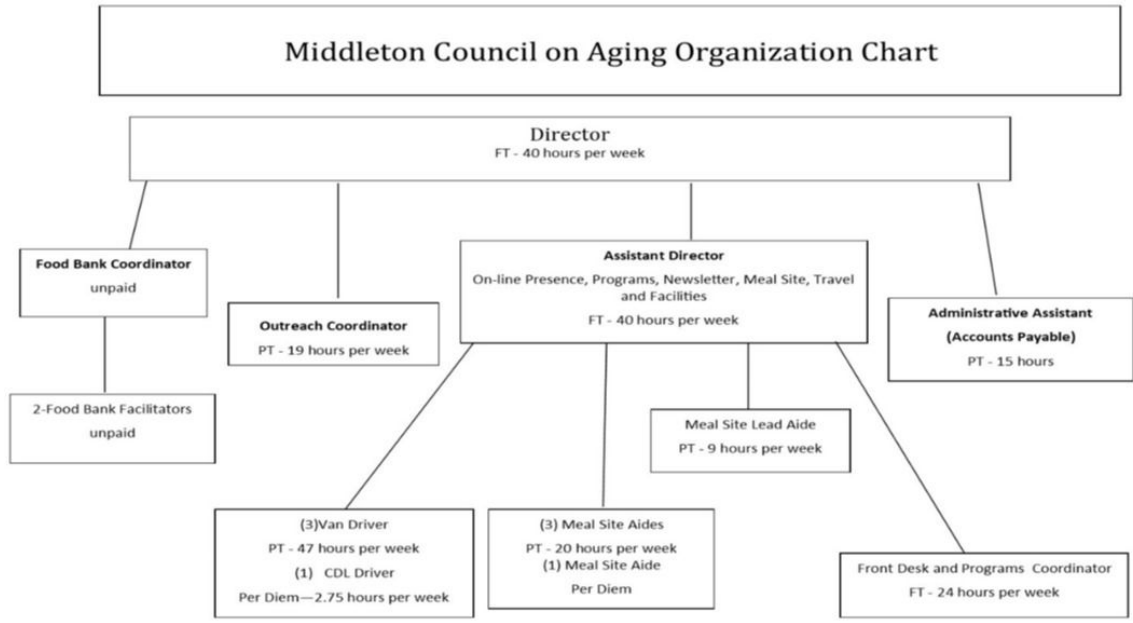 Middleton Council on Aging Organization Chart
Director
FT - 40 hours per week
Food Bank Coordinator
unpaid
2-Food Bank Facilitators
unpaid
Outreach Coordinator
PT - 19 hours per week
Assistant Director
On-line Presence, Programs, Newsletter, Meal Site, Travel
and Facilities
FT - 40 hours per week
Administrative Assistant
(Accounts Payable)
PT - 15 hours
Meal Site Lead Aide
PT - 9 hours per week
(3)Van Driver
PT - 47 hours per week
(1) CDL Driver
Per Diem—2.75 hours per week
(3) Meal Site Aides
PT - 20 hours per week
(1) Meal Site Aide
Per Diem
Front Desk and Programs Coordinator
FT - 24 hours per week